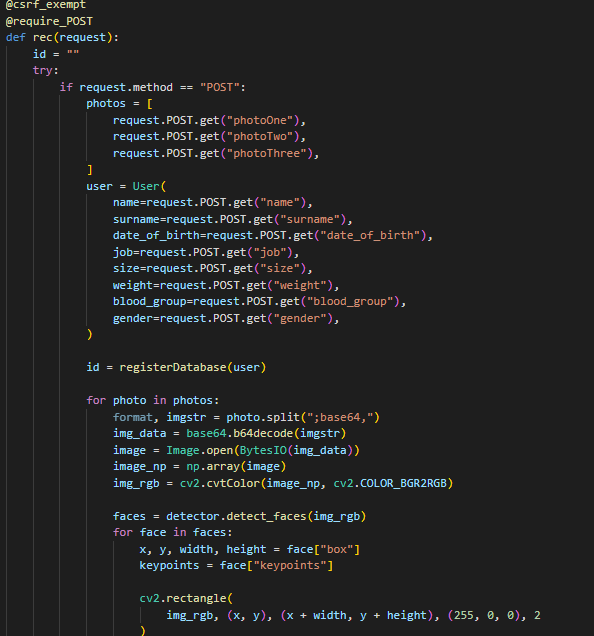 @csrf_exempt
@require_POST
def rec(request):
    id = ""
    try:
        if request.method == "POST":
            photos = [
                request.POST.get("photoOne"),
                request.POST.get("photoTwo"),
                request.POST.get("photoThree"),
            ]
            user = User(
                name=request.POST.get("name"),
                surname=request.POST.get("surname"),
                date_of_birth=request.POST.get("date_of_birth"),
                job=request.POST.get("job"),
                size=request.POST.get("size"),
                weight=request.POST.get("weight"),
                blood_group=request.POST.get("blood_group"),
                gender=request.POST.get("gender"),
            )

            id = registerDatabase(user)

            for photo in photos:
                format, imgstr = photo.split(";base64,")
                img_data = base64.b64decode(imgstr)
                image = Image.open(BytesIO(img_data))
                image_np = np.array(image)
                img_rgb = cv2.cvtColor(image_np, cv2.COLOR_BGR2RGB)

                faces = detector.detect_faces(img_rgb)
                for face in faces:
                    x, y, width, height = face["box"]
                    keypoints = face["keypoints"]

                    cv2.rectangle(
                        img_rgb, (x, y), (x + width, y + height), (255, 0, 0), 2
                    )